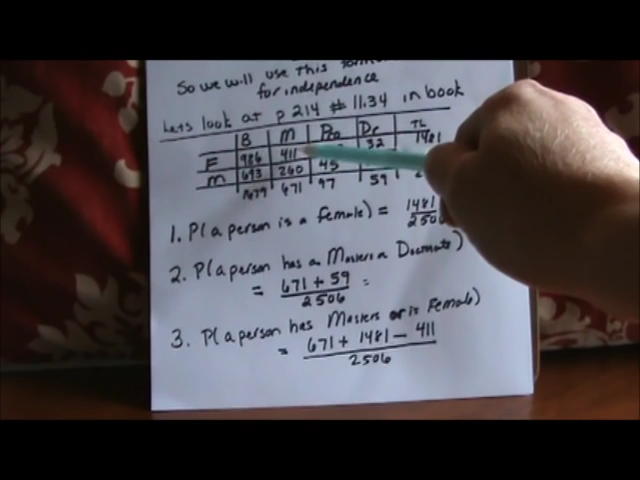 So we will use this
for independence
Lets look at p 214 # 11.34 in book
B M Pro Dr TL
F 986 411 32 1481
M 693 260 45
1679 671 97 59
1. P(a person is a female) = 1481
2. P(a person has a Masters or Doctorate)
= 671 + 59 =
2506
3. P(a person has Masters or is Female)
= 671 + 1481 - 411
2506